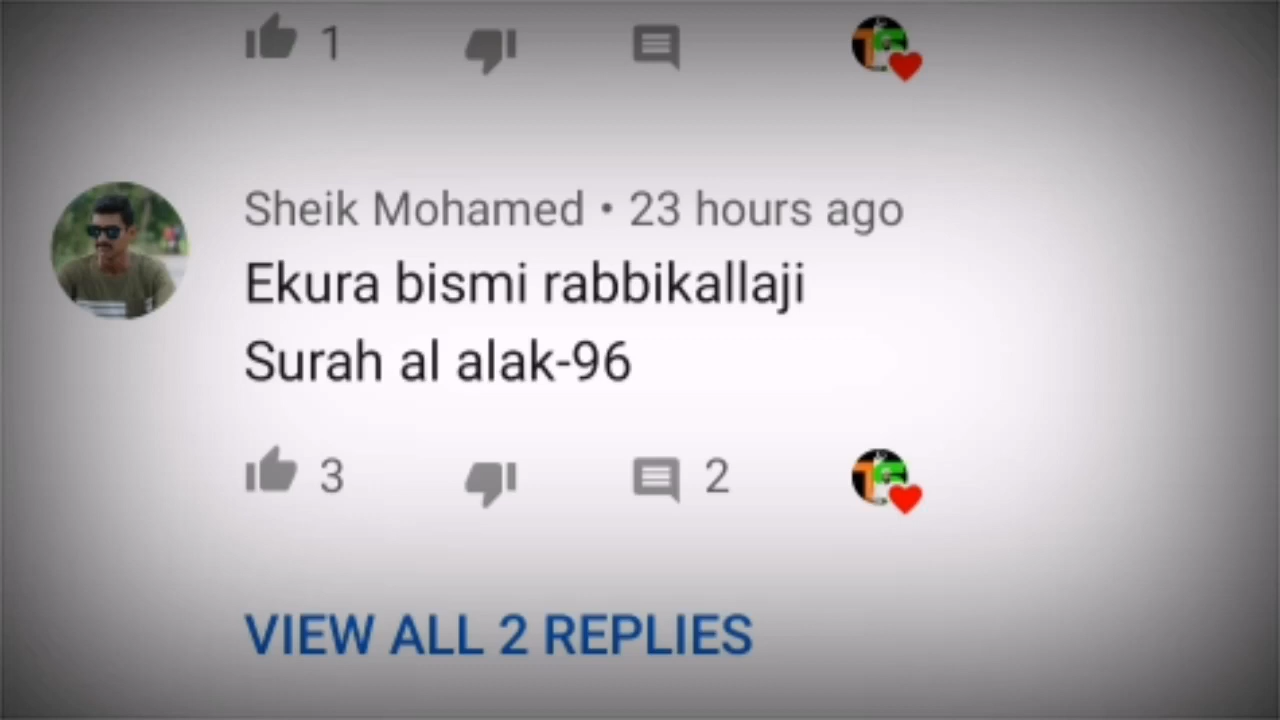 1
Sheik Mohamed • 23 hours ago
Ekura bismi rabbikallaji
Surah al alak-96
3 2
VIEW ALL 2 REPLIES